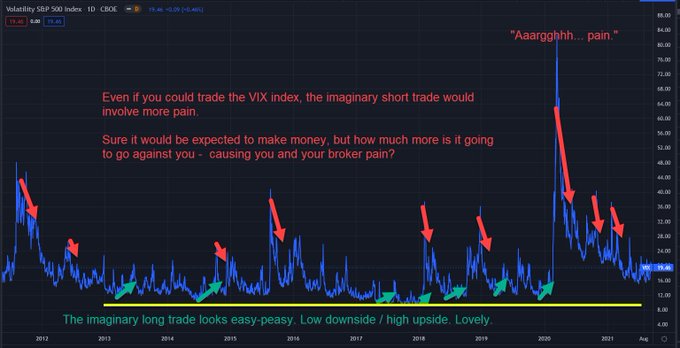 Volatility S&P 500 Index · 1D · CBOE
19.46 −0.09 (−0.46%)
19.46 0.00 19.46
"Aaargghhh... pain."
Even if you could trade the VIX index, the imaginary short trade would
involve more pain.
Sure it would be expected to make money, but how much more is it going
to go against you - causing you and your broker pain?
The imaginary long trade looks easy-peasy. Low downside / high upside. Lovely.
88.00
84.00
80.00
76.00
72.00
68.00
64.00
60.00
56.00
52.00
48.00
44.00
40.00
36.00
32.00
28.00
24.00
VIX 19.46
16.00
12.00
8.00
4.00
0.00
2012 2013 2014 2015 2016 2017 2018 2019 2020 2021 Aug